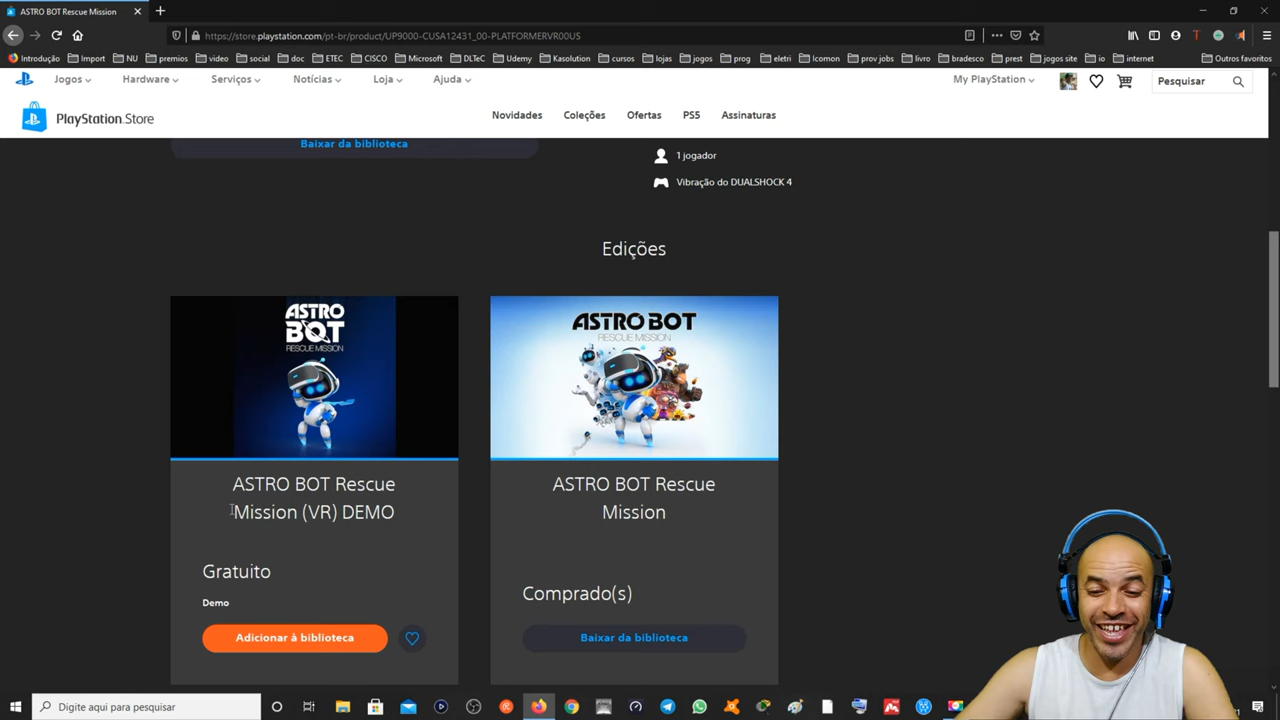 ASTRO BOT Rescue Mission
https://store.playstation.com/pt-br/product/UP9000-CUSA12431_00-PLATFORMERVR00US
Introdução Import NU premios video social doc ETEC CISCO Microsoft DLTec Udemy Kasolution cursos lojas jogos prog eletri Icomon prov jobs livro bradesco prest jogos site io internet Outros favoritos
Jogos Hardware Serviços Notícias Loja Ajuda My PlayStation Pesquisar
PlayStation.Store Novidades Coleções Ofertas PS5 Assinaturas
Baixar da biblioteca
1 jogador
Vibração do DUALSHOCK 4
Edições
ASTRO
BOT
RESCUE MISSION
ASTRO BOT
RESCUE MISSION
ASTRO BOT Rescue
Mission (VR) DEMO
ASTRO BOT Rescue
Mission
Gratuito
Demo
Comprado(s)
Adicionar à biblioteca
Baixar da biblioteca
Digite aqui para pesquisar